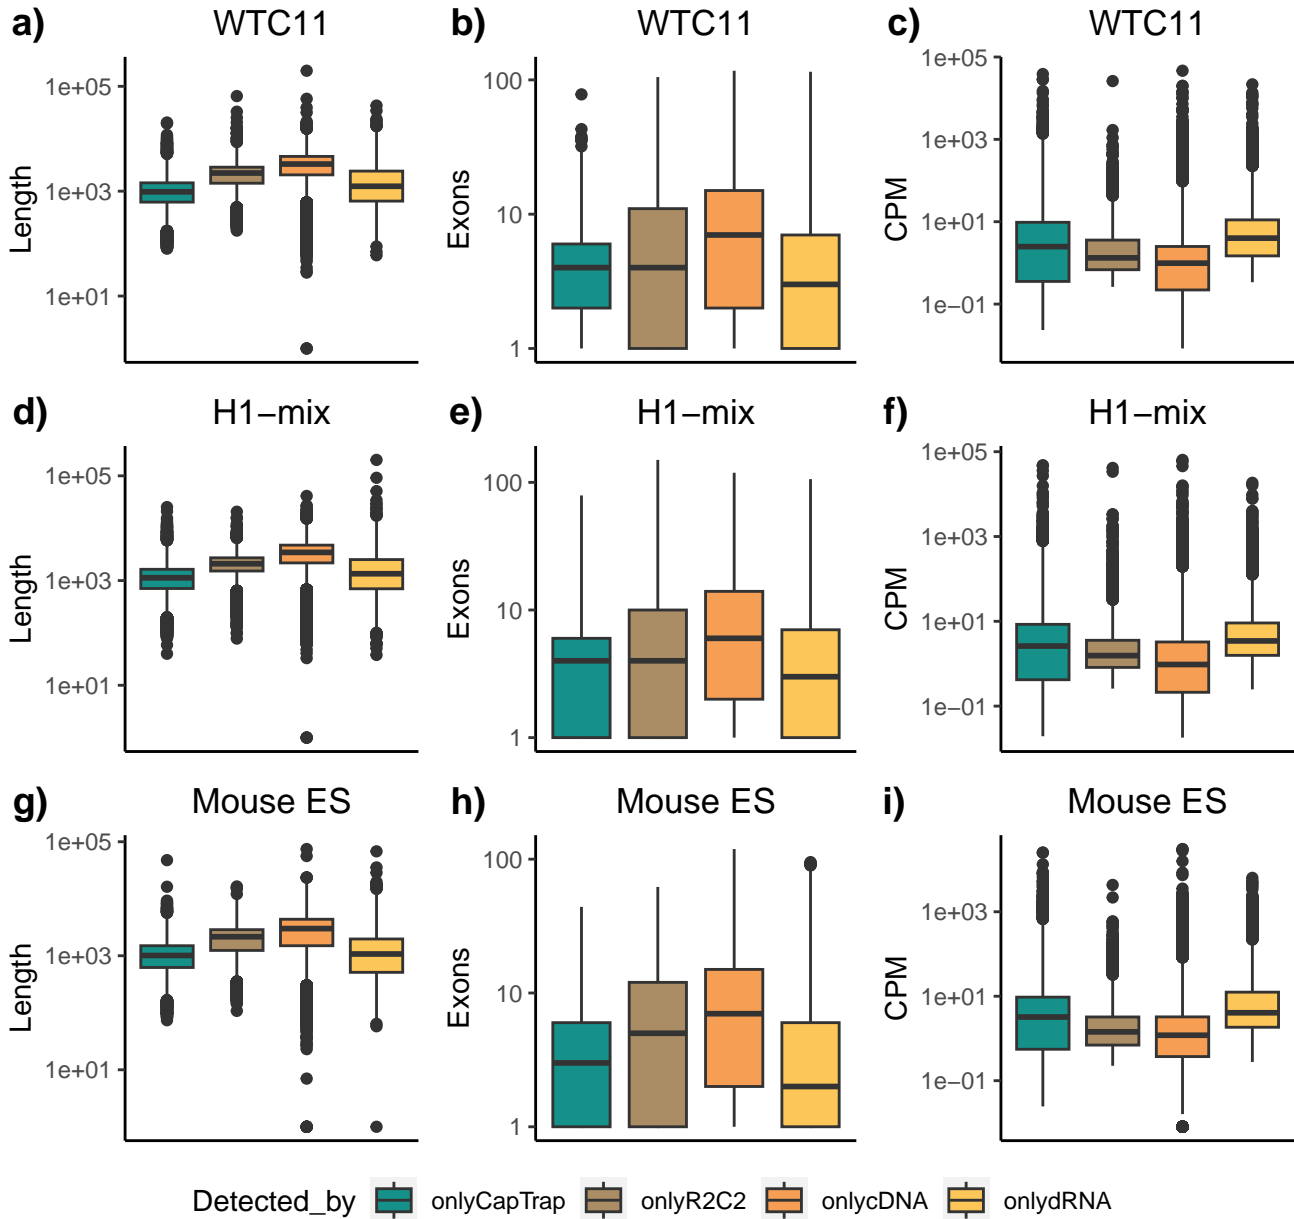 a) WTC11
Length
1e+05
1e+03
1e+01
b) WTC11
Exons
100
10
1
c) WTC11
CPM
1e+05
1e+03
1e+01
1e−01
d) H1−mix
Length
1e+05
1e+03
1e+01
e) H1−mix
Exons
100
10
1
f) H1−mix
CPM
1e+05
1e+03
1e+01
1e−01
g) Mouse ES
Length
1e+05
1e+03
1e+01
h) Mouse ES
Exons
100
10
1
i) Mouse ES
CPM
1e+03
1e+01
1e−01
Detected_by onlyCapTrap onlyR2C2 onlycDNA onlydRNA